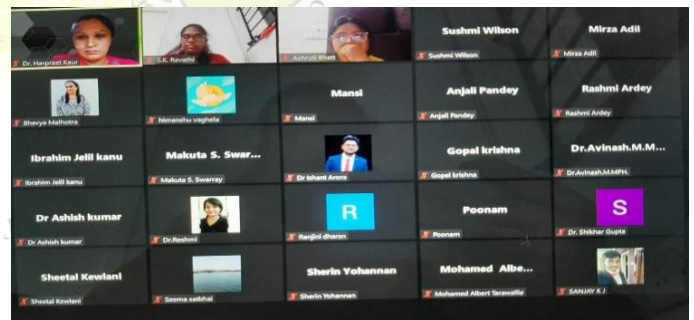 Dr. Harpreet Kaur
S.K. Revathi
Azhruti Bhatt
Sushmi Wilson
Sushmi Wilson
Mirza Adil
Mirza Adil
Bhavya Malhotra
himanshu vaghela
Mansi
Mansi
Anjali Pandey
Anjali Pandey
Rashmi Ardey
Rashmi Ardey
Ibrahim Jelil kanu
Ibrahim Jelil kanu
Makuta S. Swar...
Makuta S. Swarray
Dr Ishant Arora
Gopal krishna
Gopal krishna
Dr.Avinash.M.M...
Dr.Avinash.M.MPH.
Dr Ashish kumar
Dr Ashish kumar
Dr.Reshmi
R
Ranjini dharan
Poonam
Poonam
S
Dr. Shikhar Gupta
Sheetal Kewlani
Sheetal Kewlani
Seema satbhai
Sherin Yohannan
Sherin Yohannan
Mohamed Albe...
Mohamed Albert Tarawallie
SANJAY K J